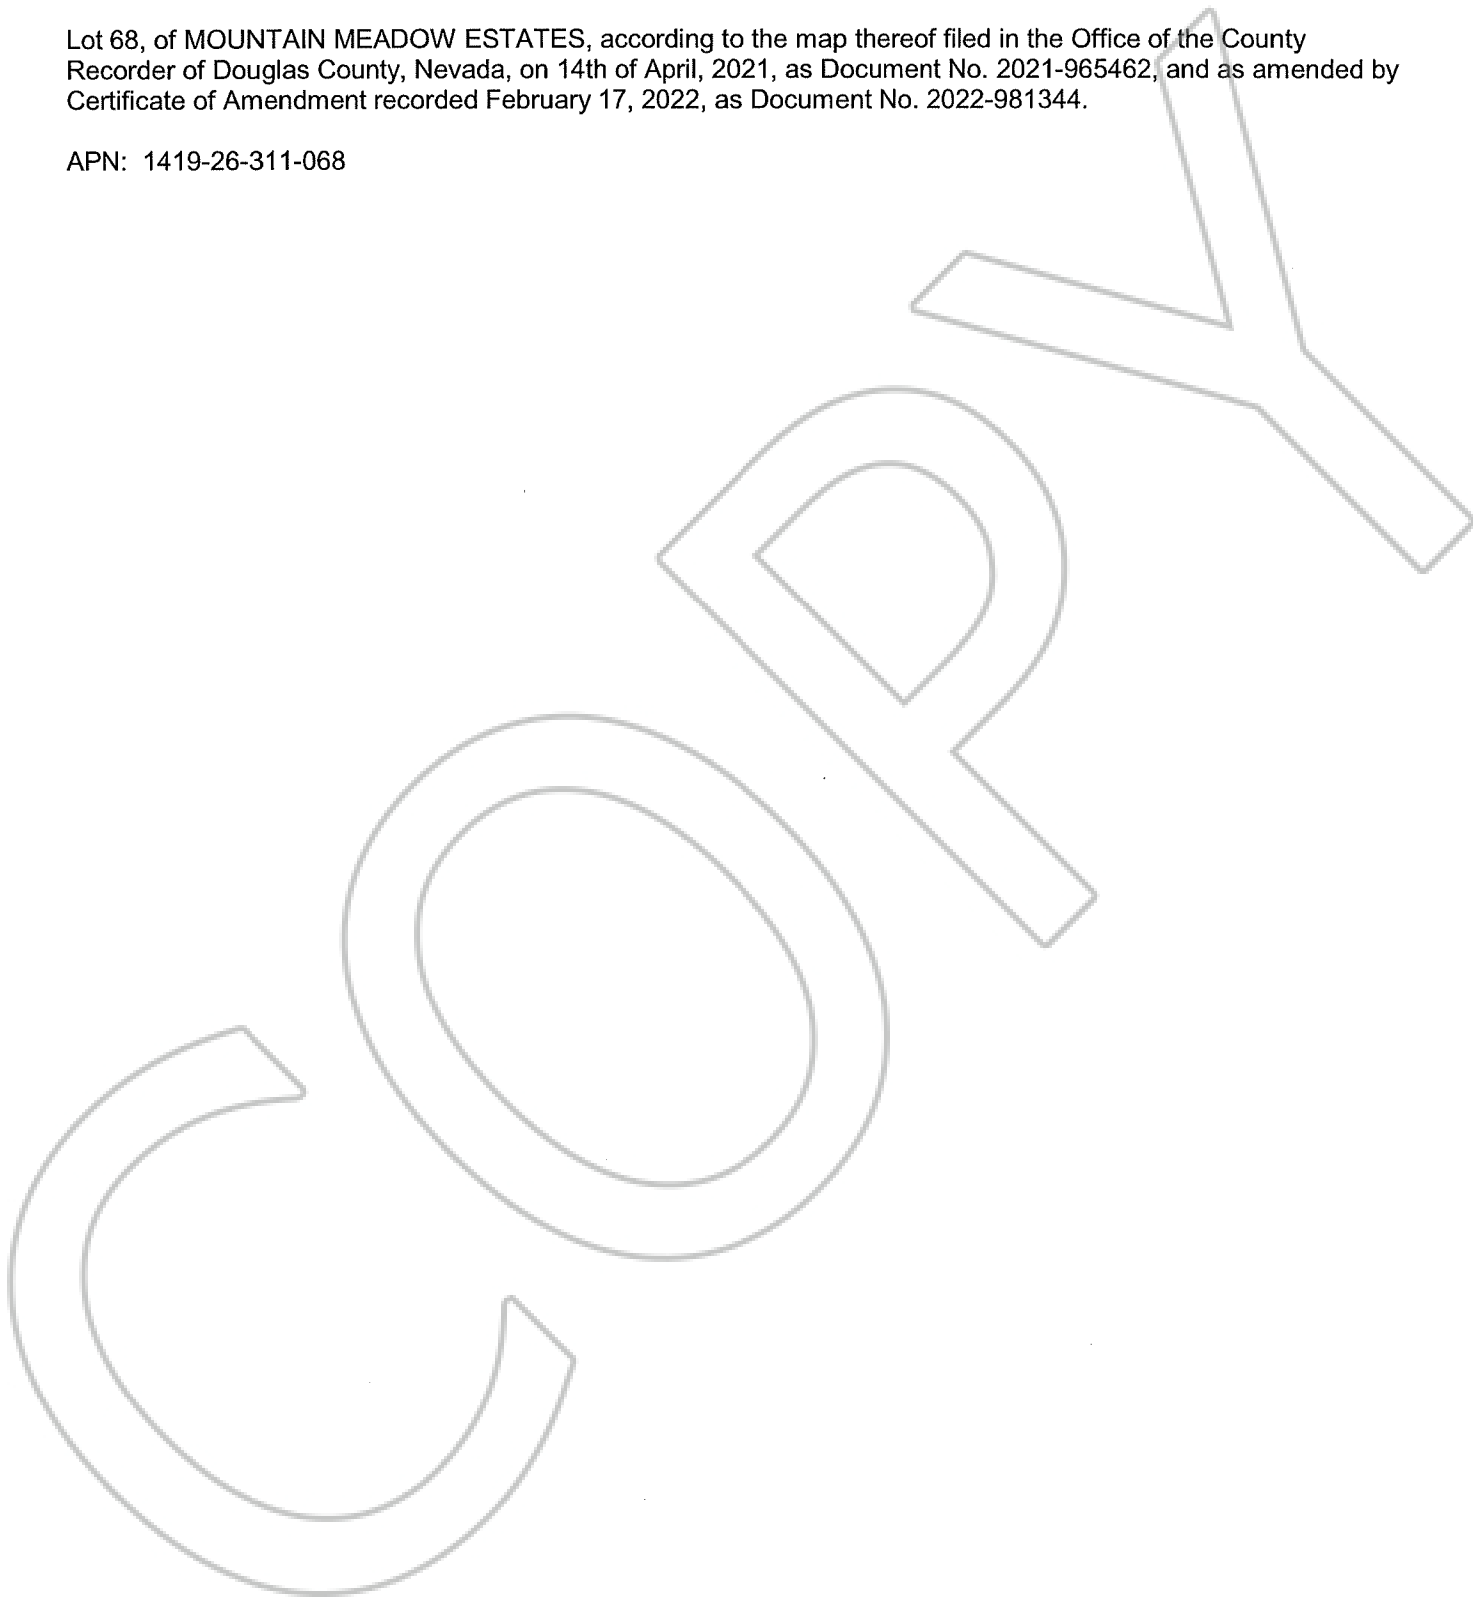 Lot 68, of MOUNTAIN MEADOW ESTATES, according to the map thereof filed in the Office of the County
Recorder of Douglas County, Nevada, on 14th of April, 2021, as Document No. 2021-965462, and as amended by
Certificate of Amendment recorded February 17, 2022, as Document No. 2022-981344.
APN: 1419-26-311-068
COPY